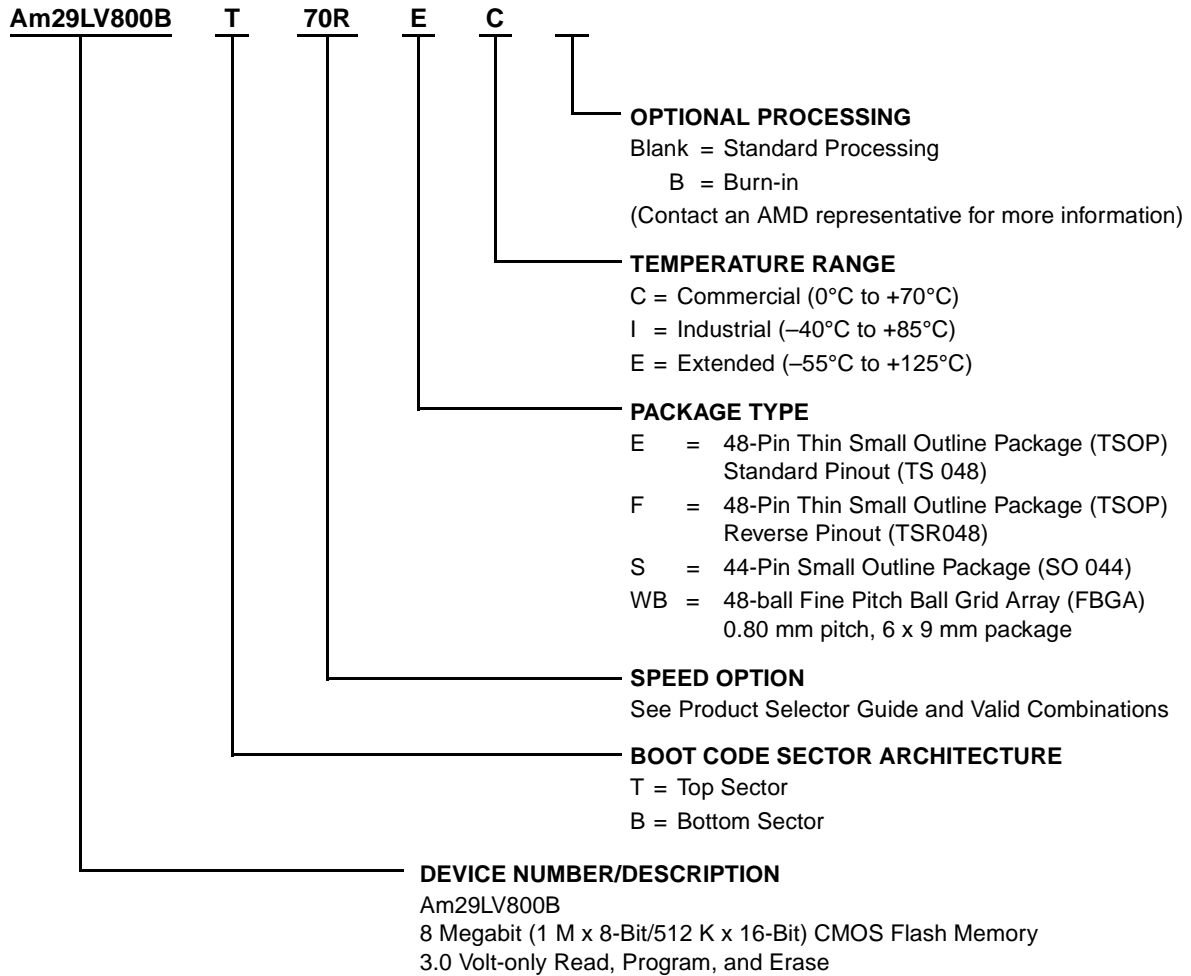 Am29LV800B T 70R E C
OPTIONAL PROCESSING
Blank = Standard Processing
B = Burn-in
(Contact an AMD representative for more information)
TEMPERATURE RANGE
C = Commercial (0°C to +70°C)
I = Industrial (–40°C to +85°C)
E = Extended (–55°C to +125°C)
PACKAGE TYPE
E = 48-Pin Thin Small Outline Package (TSOP)
Standard Pinout (TS 048)
F = 48-Pin Thin Small Outline Package (TSOP)
Reverse Pinout (TSR048)
S = 44-Pin Small Outline Package (SO 044)
WB = 48-ball Fine Pitch Ball Grid Array (FBGA)
0.80 mm pitch, 6 x 9 mm package
SPEED OPTION
See Product Selector Guide and Valid Combinations
BOOT CODE SECTOR ARCHITECTURE
T = Top Sector
B = Bottom Sector
DEVICE NUMBER/DESCRIPTION
Am29LV800B
8 Megabit (1 M x 8-Bit/512 K x 16-Bit) CMOS Flash Memory
3.0 Volt-only Read, Program, and Erase